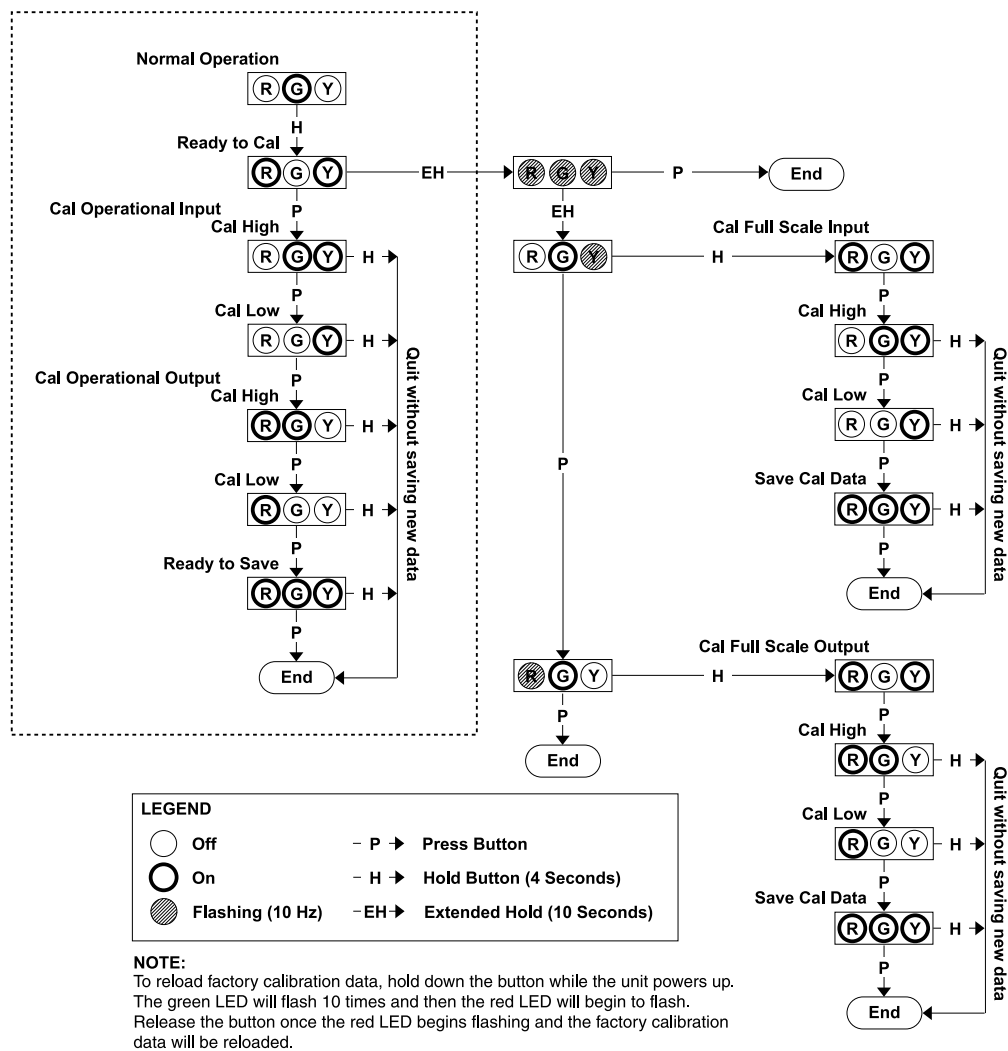 Normal Operation
R G Y
H
Ready to Cal
R G Y
EH
R G Y
P
End
P
EH
Cal Operational Input
Cal High
R G Y
H
P
Cal Low
R G Y
H
P
Cal Operational Output
Cal High
R G Y
H
P
Cal Low
R G Y
H
P
Ready to Save
R G Y
H
P
End
Quit without saving new data
R G Y
H
Cal Full Scale Input
R G Y
P
Cal High
R G Y
H
P
Cal Low
R G Y
H
P
Save Cal Data
R G Y
H
P
End
Quit without saving new data
P
R G Y
H
P
End
Cal Full Scale Output
R G Y
P
Cal High
R G Y
H
P
Cal Low
R G Y
H
P
Save Cal Data
R G Y
H
P
End
Quit without saving new data
LEGEND
Off
P Press Button
On
H Hold Button (4 Seconds)
Flashing (10 Hz)
EH Extended Hold (10 Seconds)
NOTE:
To reload factory calibration data, hold down the button while the unit powers up.
The green LED will flash 10 times and then the red LED will begin to flash.
Release the button once the red LED begins flashing and the factory calibration
data will be reloaded.